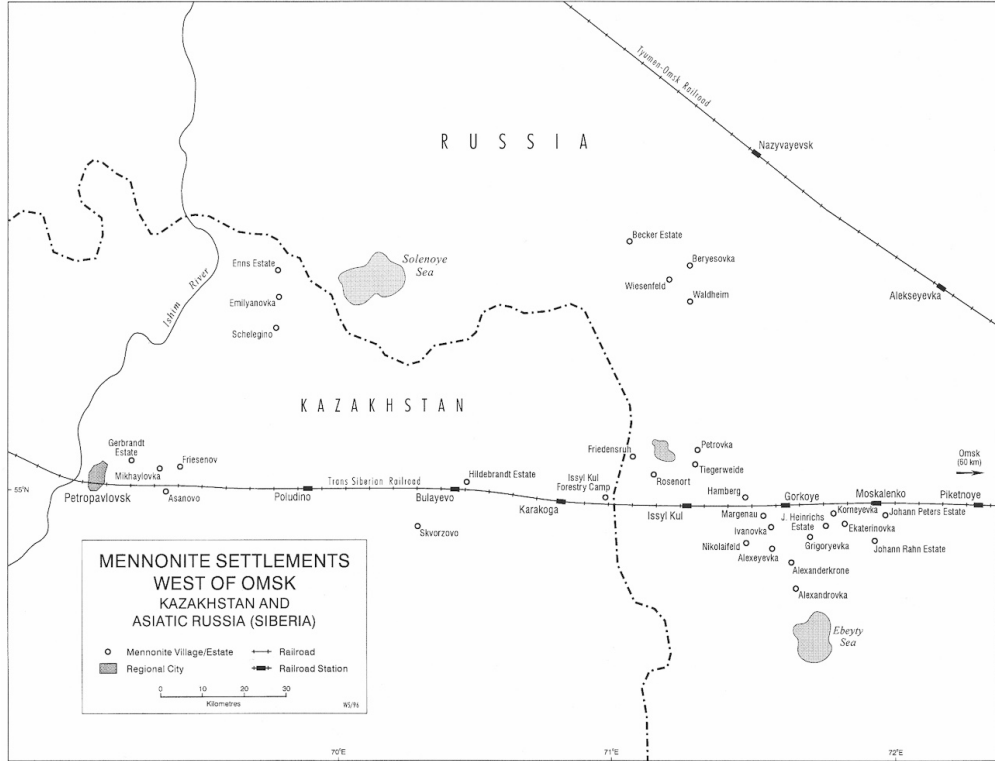 RUSSIA
Tyumen-Omsk Railroad
Nazyvayevsk
Alekseyevka
Becker Estate
Beryesovka
Wiesenfeld
Waldheim
Solenoye
Sea
Enns Estate
Emilyanovka
Schelegino
Ishim River
KAZAKHSTAN
Gerbrandt
Estate
Friesenov
Mikhaylovka
Asanovo
Petropavlovsk
55°N
Trans Siberian Railroad
Poludino
Bulayevo
Hildebrandt Estate
Skvorzovo
Karakoga
Issyl Kul
Forestry Camp
Friedensruh
Petrovka
Tiegerweide
Rosenort
Issyl Kul
Hamberg
Gorkoye
Moskalenko
Piketnoye
Omsk
(60 km)
Margenau
J. Heinrichs
Estate
Korneyevka
Johann Peters Estate
Ivanovka
Ekaterinovka
Nikolaifeld
Grigoryevka
Johann Rahn Estate
Alexeyevka
Alexanderkrone
Alexandrovka
Ebeyty
Sea
MENNONITE SETTLEMENTS
WEST OF OMSK
KAZAKHSTAN AND
ASIATIC RUSSIA (SIBERIA)
Mennonite Village/Estate
Railroad
Regional City
Railroad Station
0 10 20 30
Kilometres
WS/96
70°E
71°E
72°E